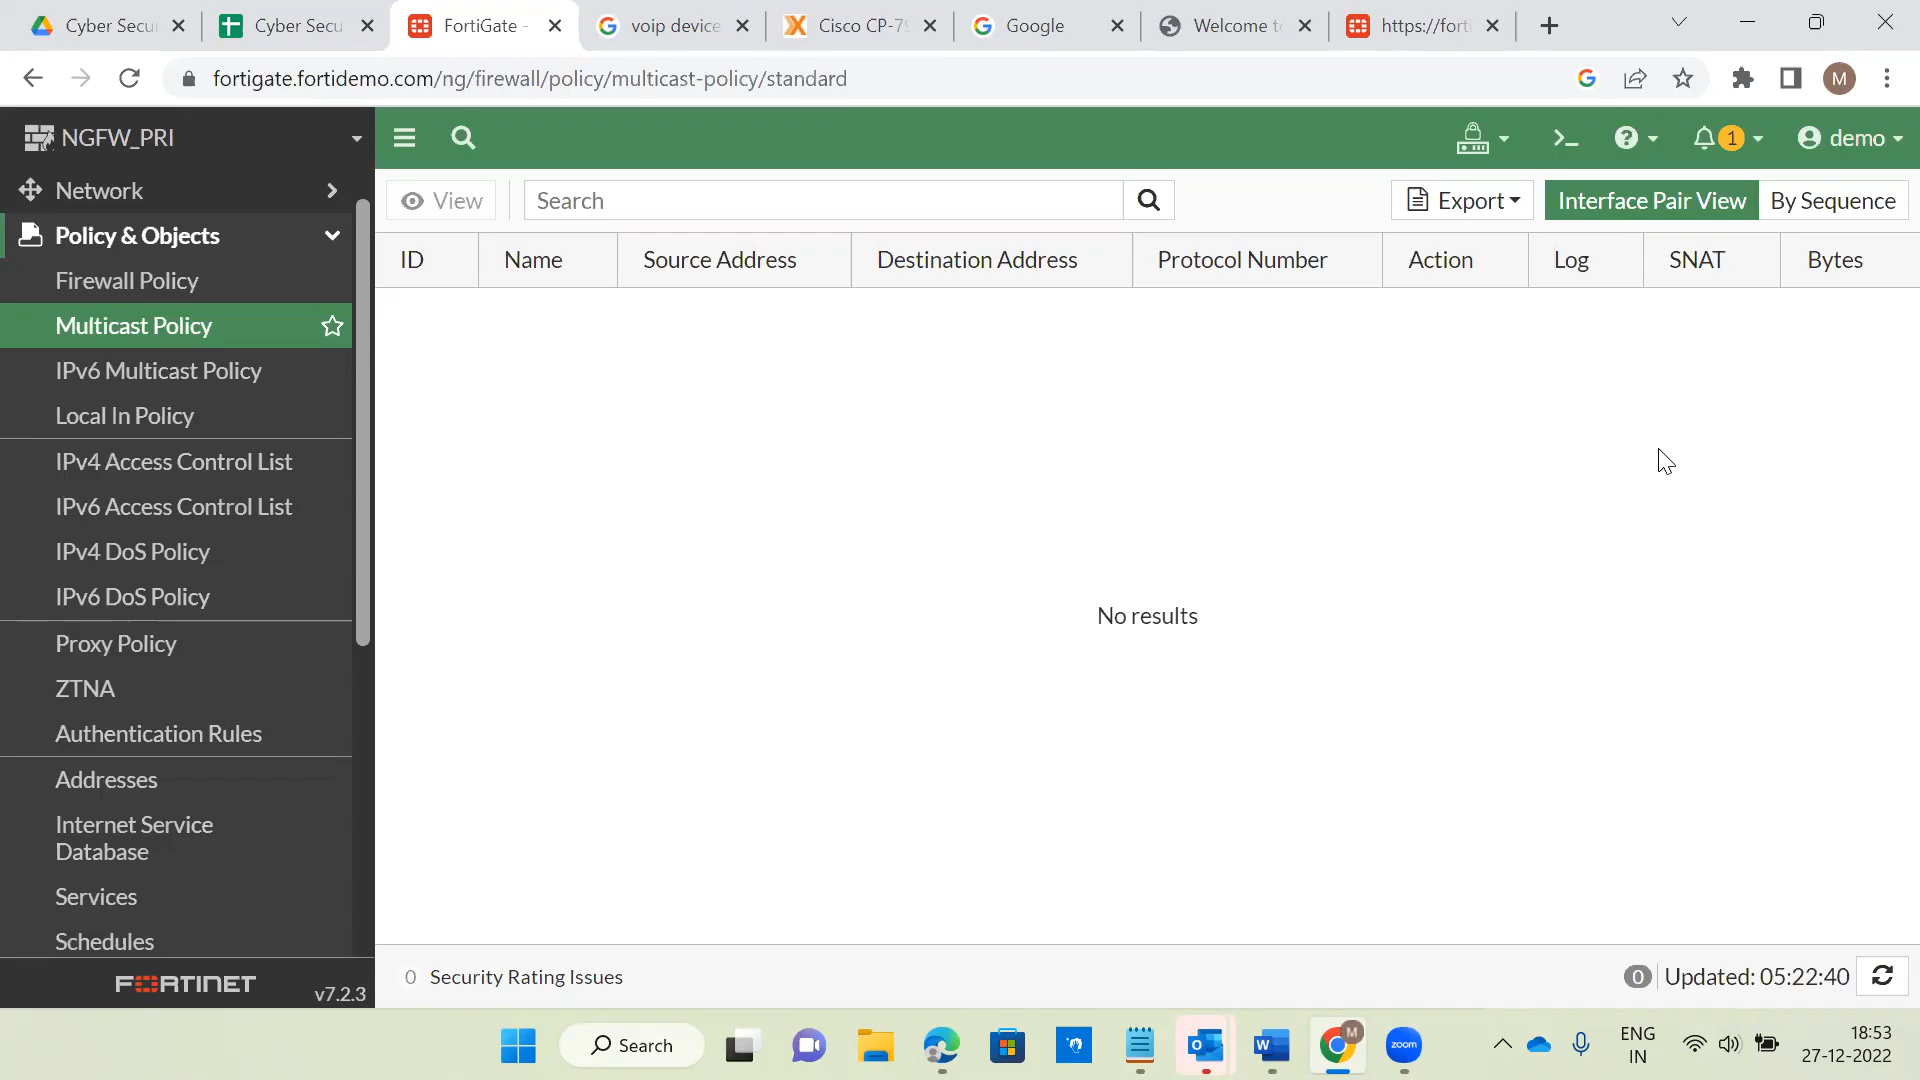 Cyber Secu
Cyber Secu
FortiGate -
voip device
Cisco CP-79
Google
Welcome to
https://forti
fortigate.fortidemo.com/ng/firewall/policy/multicast-policy/standard
M
NGFW_PRI
1
demo
Network
Policy & Objects
Firewall Policy
Multicast Policy
IPv6 Multicast Policy
Local In Policy
IPv4 Access Control List
IPv6 Access Control List
IPv4 DoS Policy
IPv6 DoS Policy
Proxy Policy
ZTNA
Authentication Rules
Addresses
Internet Service
Database
Services
Schedules
FORTINET
v7.2.3
View
Search
Export
Interface Pair View
By Sequence
ID
Name
Source Address
Destination Address
Protocol Number
Action
Log
SNAT
Bytes
No results
0 Security Rating Issues
0 Updated: 05:22:40
Search
zoom
ENG
IN
18:53
27-12-2022